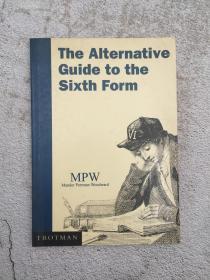 The Alternative
Guide to the
Sixth Form
MPW
Mander Portman Woodward
TROTMAN